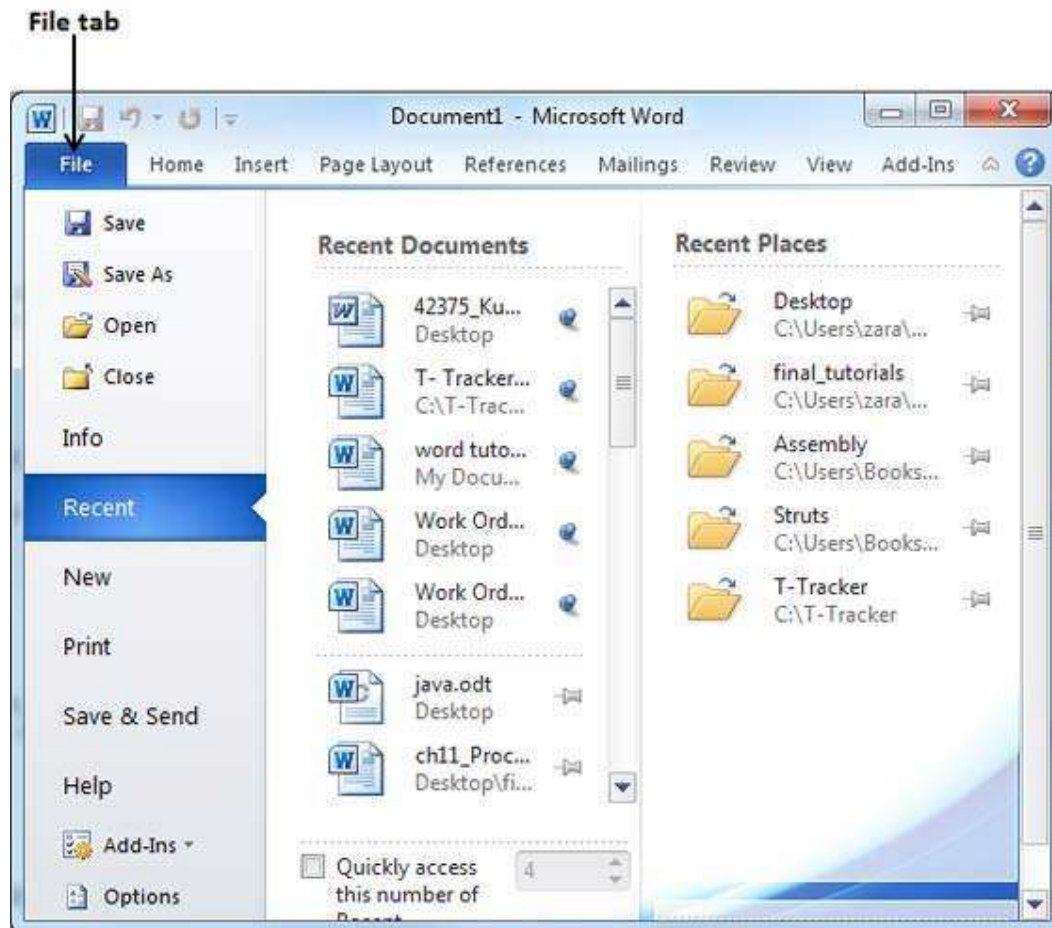 File tab
Document1 - Microsoft Word
File Home Insert Page Layout References Mailings Review View Add-Ins
Save
Save As
Open
Close
Info
Recent
New
Print
Save & Send
Help
Add-Ins
Options
Recent Documents
42375_Ku...
Desktop
T- Tracker...
C:\T-Trac...
word tuto...
My Docu...
Work Ord...
Desktop
Work Ord...
Desktop
java.odt
Desktop
ch11_Proc...
Desktop\fi...
Quickly access 4
this number of
Recent
Recent Places
Desktop
C:\Users\zara\...
final_tutorials
C:\Users\zara\...
Assembly
C:\Users\Books...
Struts
C:\Users\Books...
T-Tracker
C:\T-Tracker